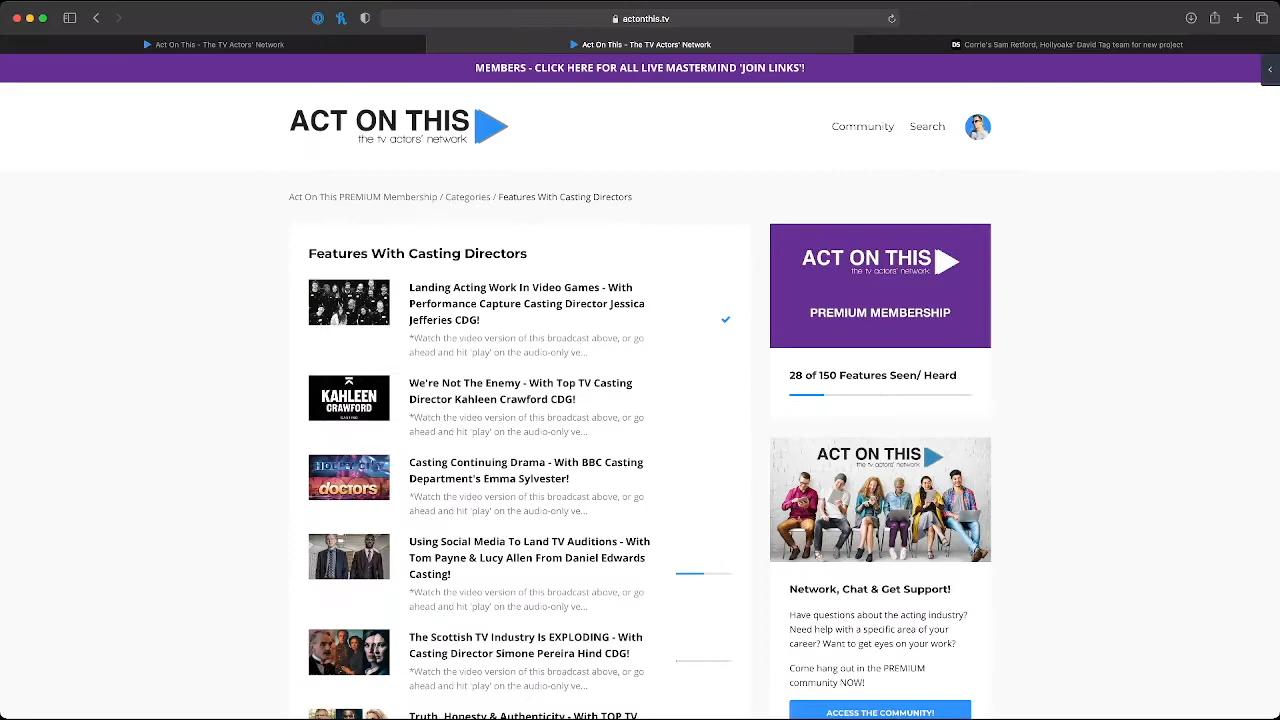 actonthis.tv
Act On This – The TV Actors' Network
Act On This – The TV Actors' Network
DS Corrie's Sam Retford, Hollyoaks' David Tag team for new project
MEMBERS - CLICK HERE FOR ALL LIVE MASTERMIND 'JOIN LINKS'!
ACT ON THIS
the tv actors' network
Community
Search
Act On This PREMIUM Membership / Categories / Features With Casting Directors
Features With Casting Directors
Landing Acting Work In Video Games - With
Performance Capture Casting Director Jessica
Jefferies CDG!
*Watch the video version of this broadcast above, or go
ahead and hit 'play' on the audio-only ve...
KAHLEEN
CRAWFORD
CASTING
We're Not The Enemy - With Top TV Casting
Director Kahleen Crawford CDG!
*Watch the video version of this broadcast above, or go
ahead and hit 'play' on the audio-only ve...
HOLBY CITY
doctors
Casting Continuing Drama - With BBC Casting
Department's Emma Sylvester!
*Watch the video version of this broadcast above, or go
ahead and hit 'play' on the audio-only ve...
Using Social Media To Land TV Auditions - With
Tom Payne & Lucy Allen From Daniel Edwards
Casting!
*Watch the video version of this broadcast above, or go
ahead and hit 'play' on the audio-only ve...
The Scottish TV Industry Is EXPLODING - With
Casting Director Simone Pereira Hind CDG!
*Watch the video version of this broadcast above, or go
ahead and hit 'play' on the audio-only ve...
Truth, Honesty & Authenticity - With TOP TV
ACT ON THIS
the tv actors' network
PREMIUM MEMBERSHIP
28 of 150 Features Seen/ Heard
ACT ON THIS
the tv actors' network
Network, Chat & Get Support!
Have questions about the acting industry?
Need help with a specific area of your
career? Want to get eyes on your work?
Come hang out in the PREMIUM
community NOW!
ACCESS THE COMMUNITY!